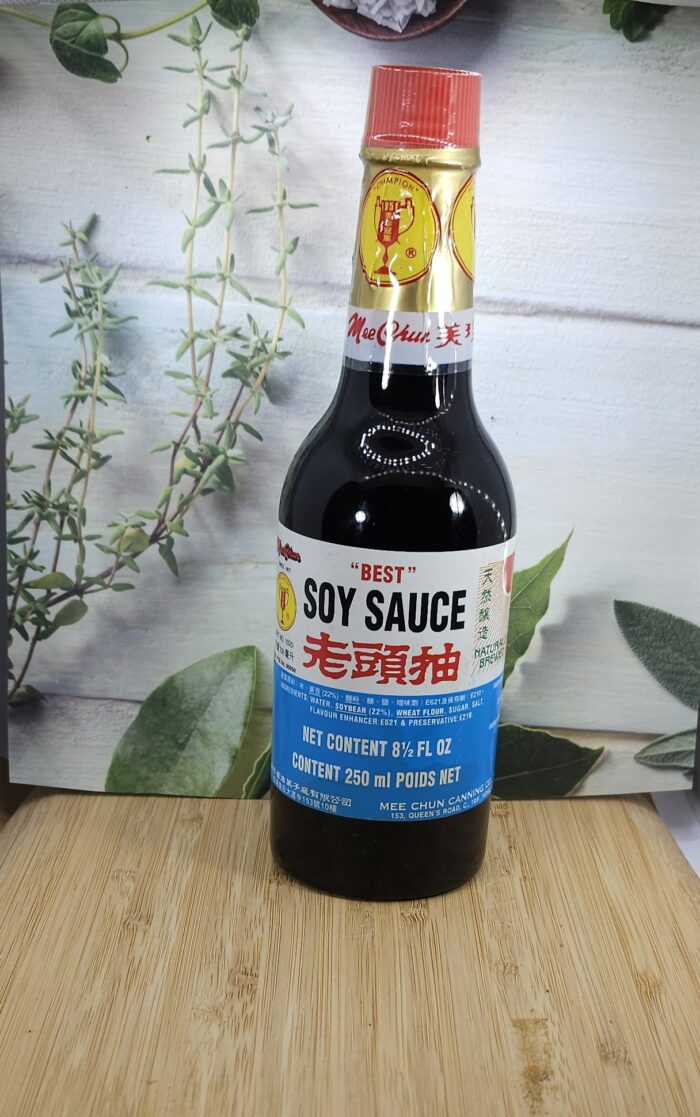 CHAMPION
®
Mee Chun 美
"BEST"
SOY SAUCE
老頭抽
天然釀造
NATURALLY
BREWED
INGREDIENTS: WATER, SOYBEAN (22%), WHEAT FLOUR, SUGAR, SALT,
FLAVOUR ENHANCER:E621 & PRESERVATIVE:E210.
NET CONTENT 8½ FL OZ
CONTENT 250 ml POIDS NET
MEE CHUN CANNING CO
153, QUEEN'S ROAD, C.,